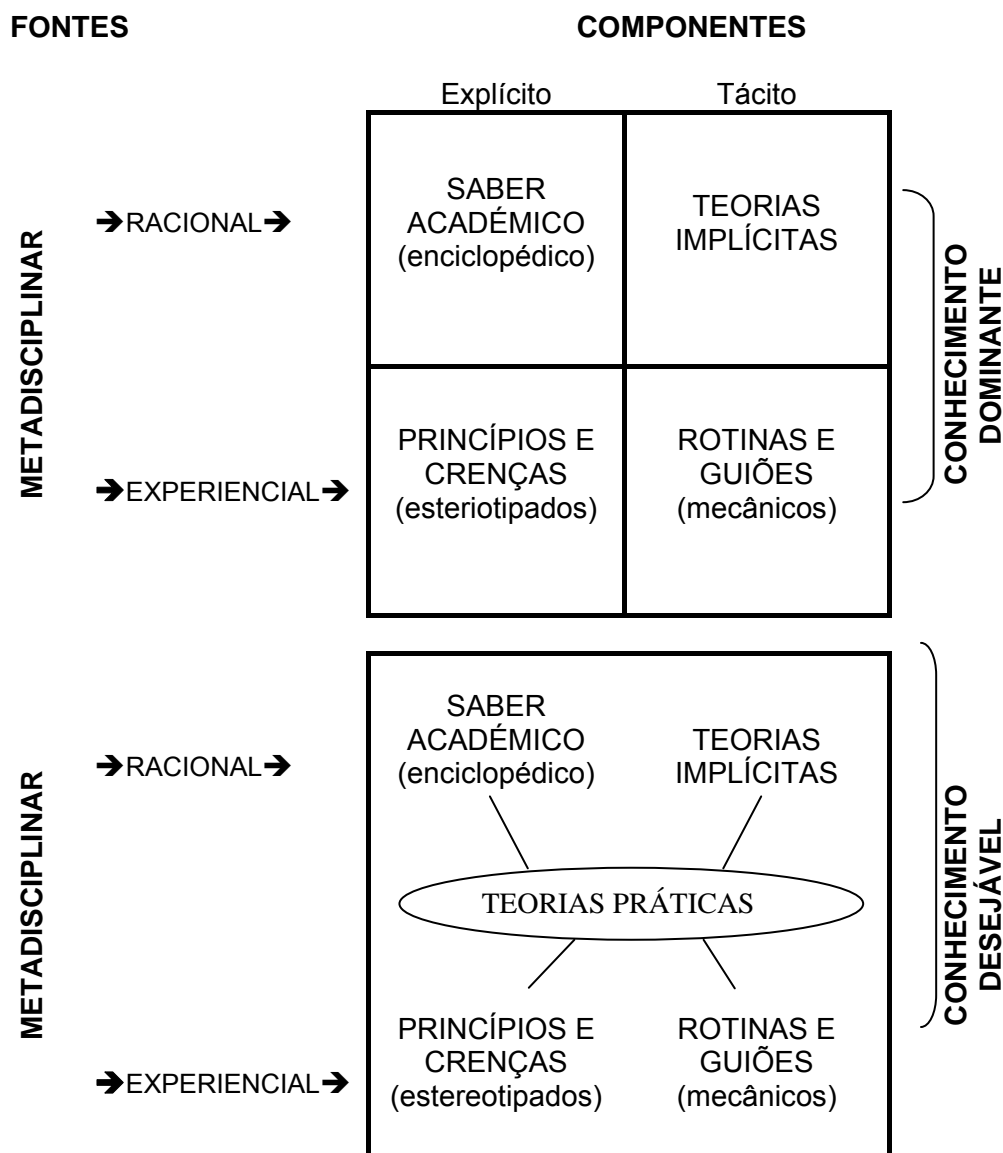 FONTES
COMPONENTES
Explícito
Tácito
METADISCIPLINAR
➔RACIONAL➔
SABER
ACADÉMICO
(enciclopédico)
TEORIAS
IMPLÍCITAS
➔EXPERIENCIAL➔
PRINCÍPIOS E
CRENÇAS
(esteriotipados)
ROTINAS E
GUIÕES
(mecânicos)
CONHECIMENTO
DOMINANTE
METADISCIPLINAR
➔RACIONAL➔
SABER
ACADÉMICO
(enciclopédico)
TEORIAS
IMPLÍCITAS
TEORIAS PRÁTICAS
➔EXPERIENCIAL➔
PRINCÍPIOS E
CRENÇAS
(estereotipados)
ROTINAS E
GUIÕES
(mecânicos)
CONHECIMENTO
DESEJÁVEL